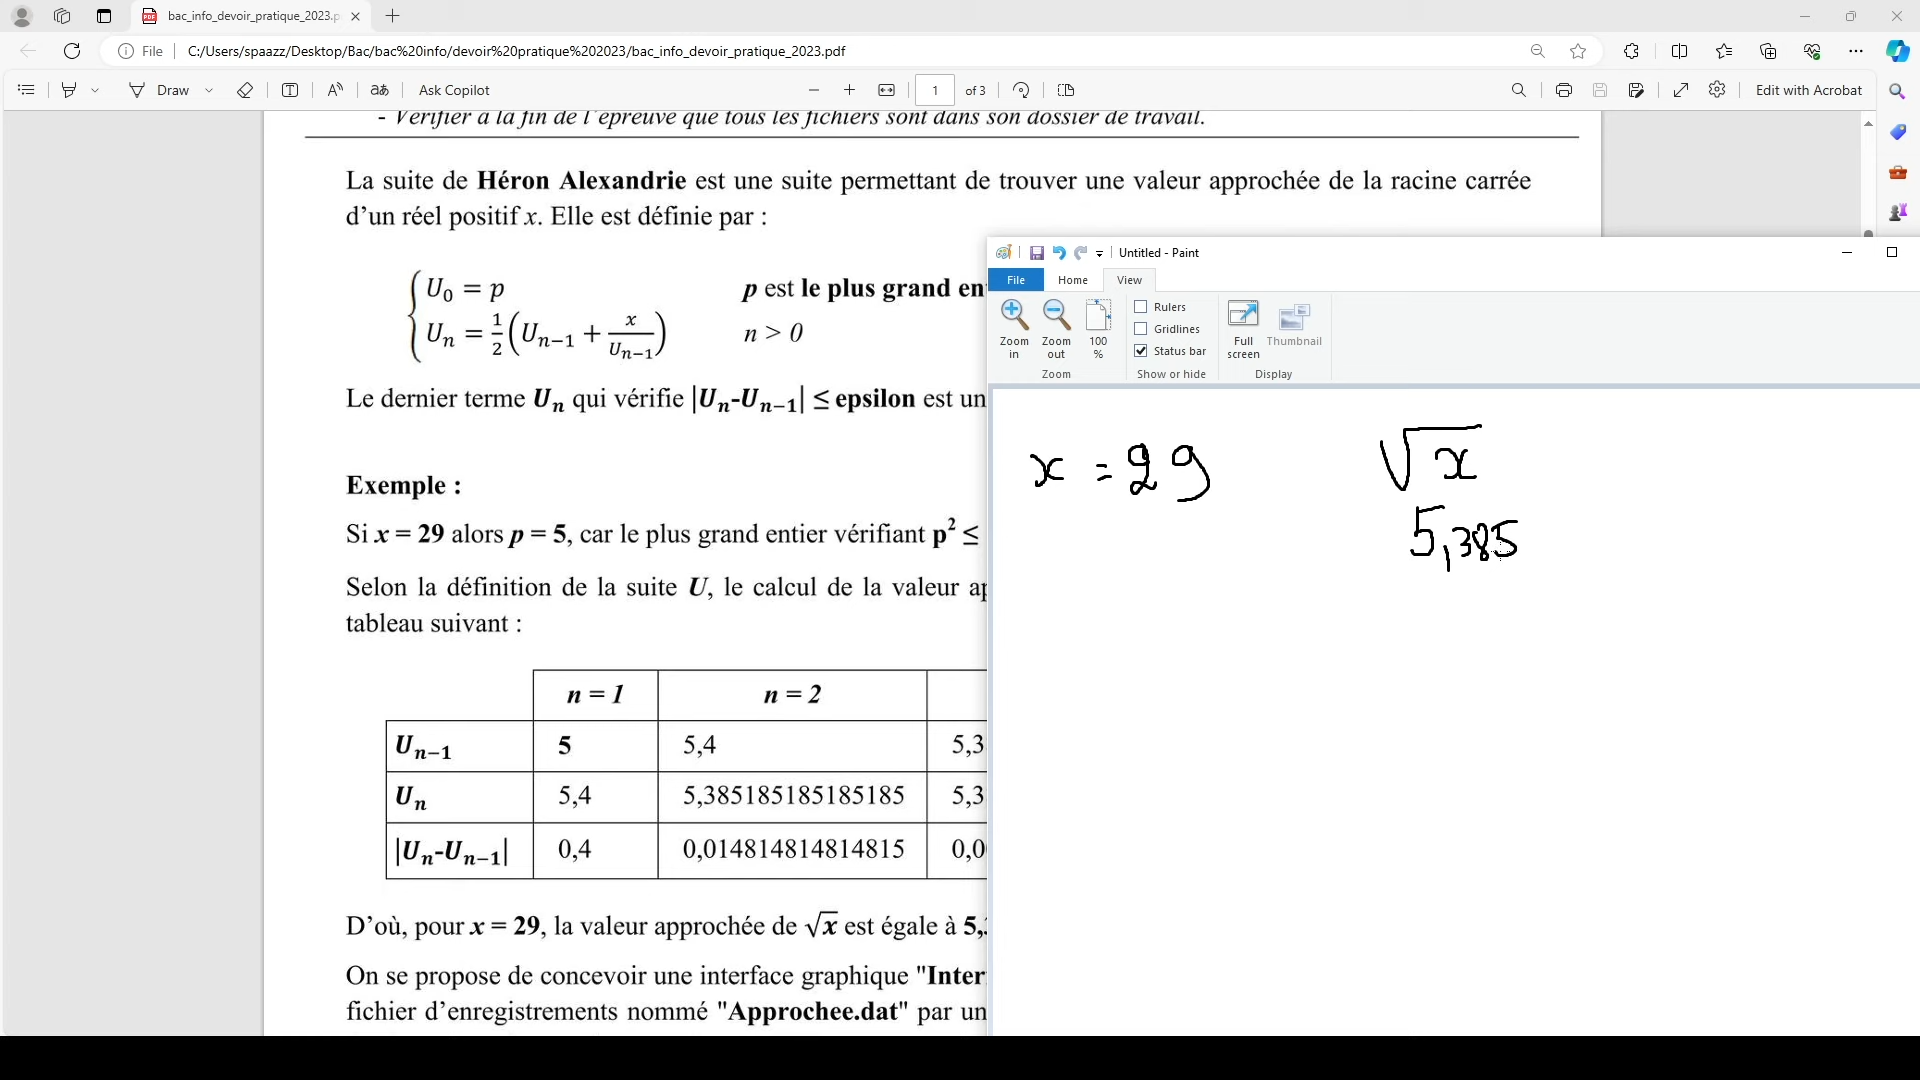 bac_info_devoir_pratique_2023.p
File C:/Users/spaazz/Desktop/Bac/bac%20info/devoir%20pratique%202023/bac_info_devoir_pratique_2023.pdf
Draw Ask Copilot 1 of 3 Edit with Acrobat
- Vérifier à la fin de l'épreuve que tous les fichiers sont dans son dossier de travail.
La suite de Héron Alexandrie est une suite permettant de trouver une valeur approchée de la racine carrée
d'un réel positif x. Elle est définie par :
U₀ = p p est le plus grand en
Uₙ = 1/2 (Uₙ₋₁ + x/Uₙ₋₁) n > 0
Le dernier terme Uₙ qui vérifie |Uₙ-Uₙ₋₁| ≤ epsilon est un
Exemple :
Si x = 29 alors p = 5, car le plus grand entier vérifiant p² ≤
Selon la définition de la suite U, le calcul de la valeur ap
tableau suivant :
n = 1 n = 2
Uₙ₋₁ 5 5,4 5,3
Uₙ 5,4 5,385185185185185 5,3
|Uₙ-Uₙ₋₁| 0,4 0,014814814814815 0,0
D'où, pour x = 29, la valeur approchée de √x est égale à 5,
On se propose de concevoir une interface graphique "Inter
fichier d'enregistrements nommé "Approchee.dat" par un
Untitled - Paint
File Home View
Zoom in Zoom out 100 % Rulers Gridlines Status bar Full screen Thumbnail
Zoom Show or hide Display
x = 29 √x
5,385